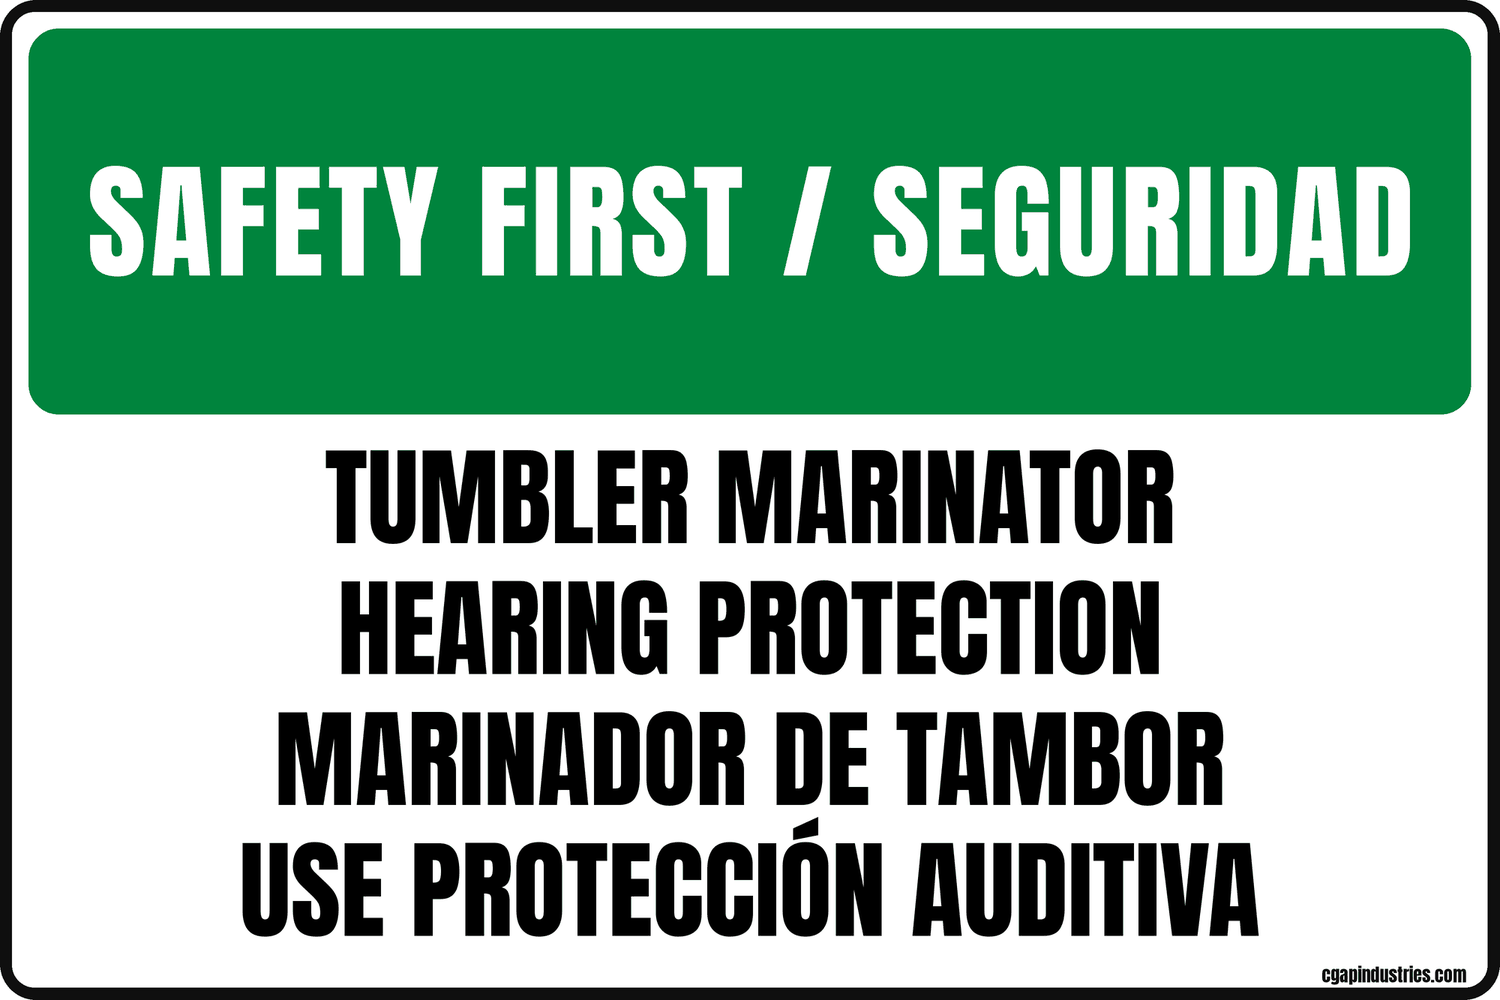 SAFETY FIRST / SEGURIDAD
TUMBLER MARINATOR
HEARING PROTECTION
MARINADOR DE TAMBOR
USE PROTECCIÓN AUDITIVA
cgapindustries.com